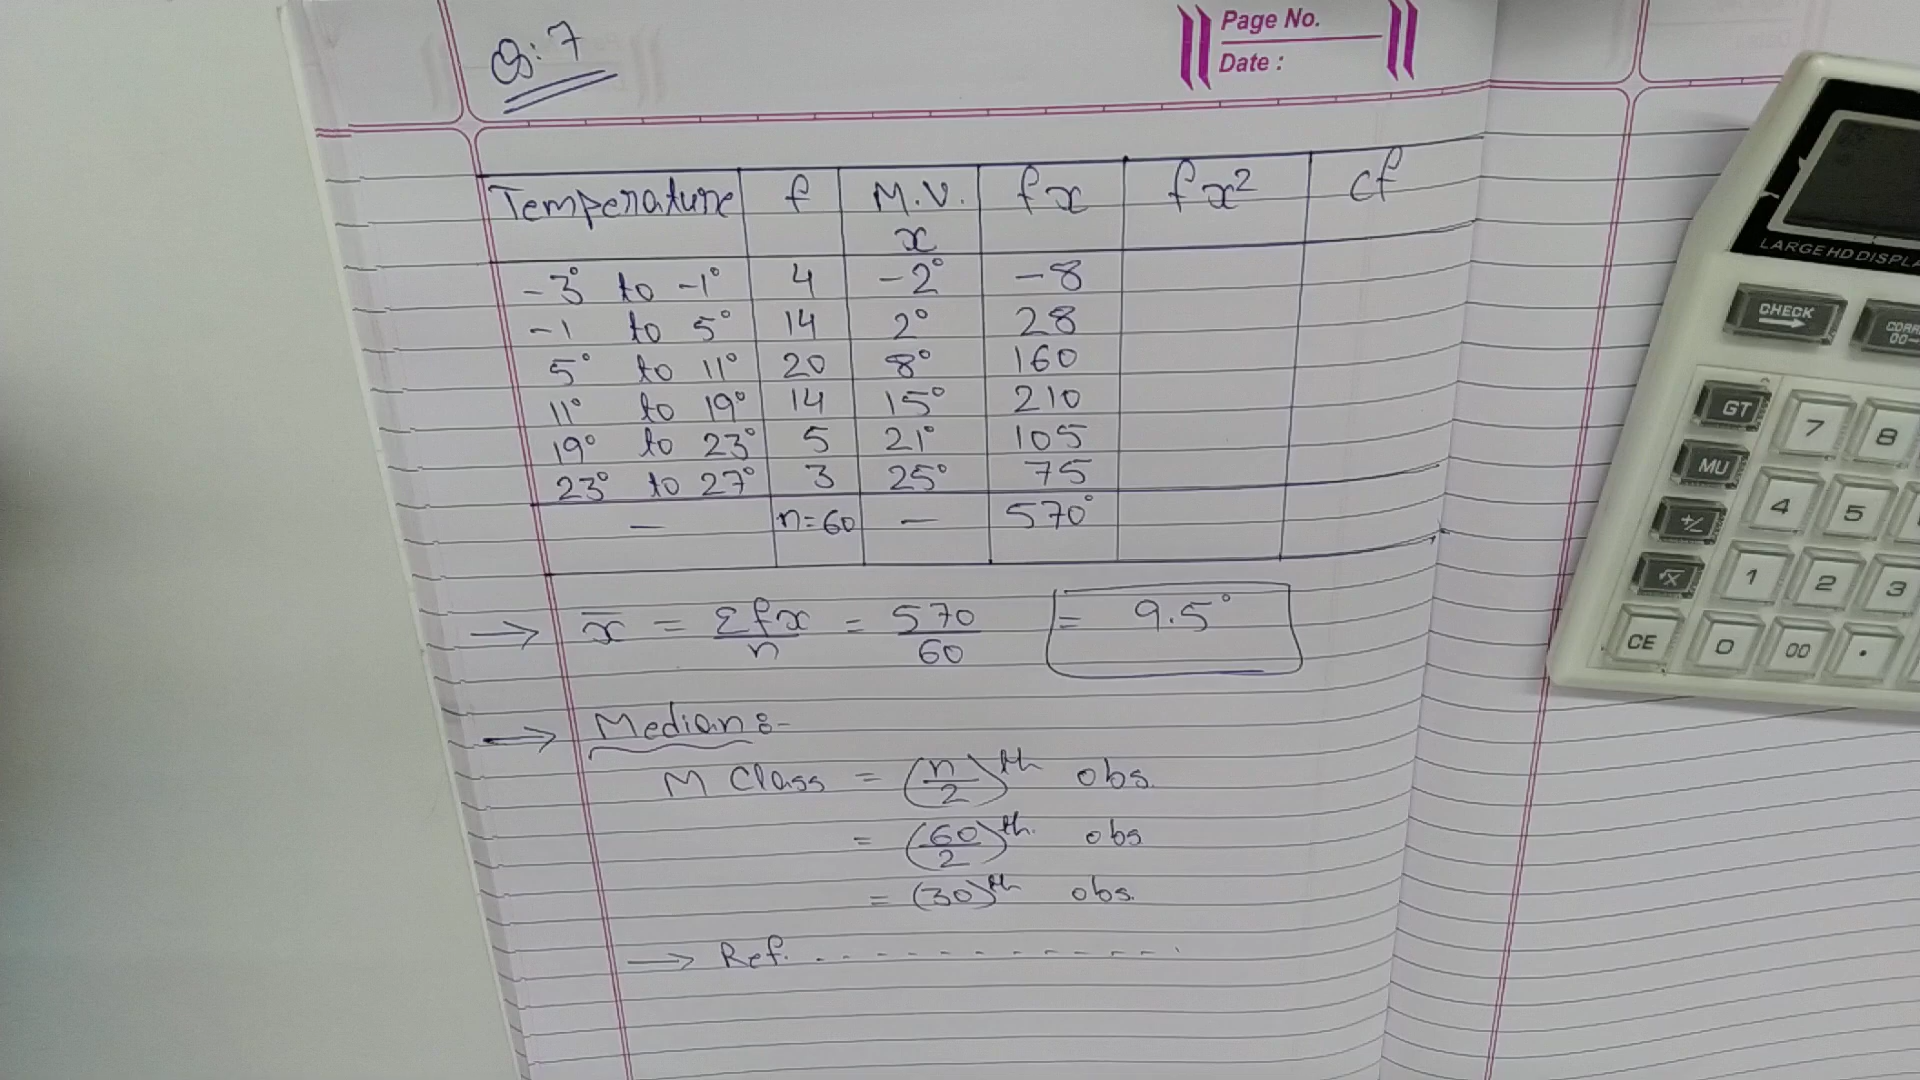 Q:7
Page No.
Date :
Temperature f M.V. x fx fx² cf
-3° to -1° 4 -2° -8
-1 to 5° 14 2° 28
5° to 11° 20 8° 160
11° to 19° 14 15° 210
19° to 23° 5 21° 105
23° to 27° 3 25° 75
— n=60 — 570°
→ x̄ = Σfx/n = 570/60 = 9.5°
→ Median :-
M Class = (n/2)th obs.
= (60/2)th. obs
= (30)th obs.
→ Ref. - - - - - - - - - - -
LARGE HD DISPLA
CHECK
00
GT 7 8
MU 4 5
+/- 1 2 3
√x
CE 0 00 .